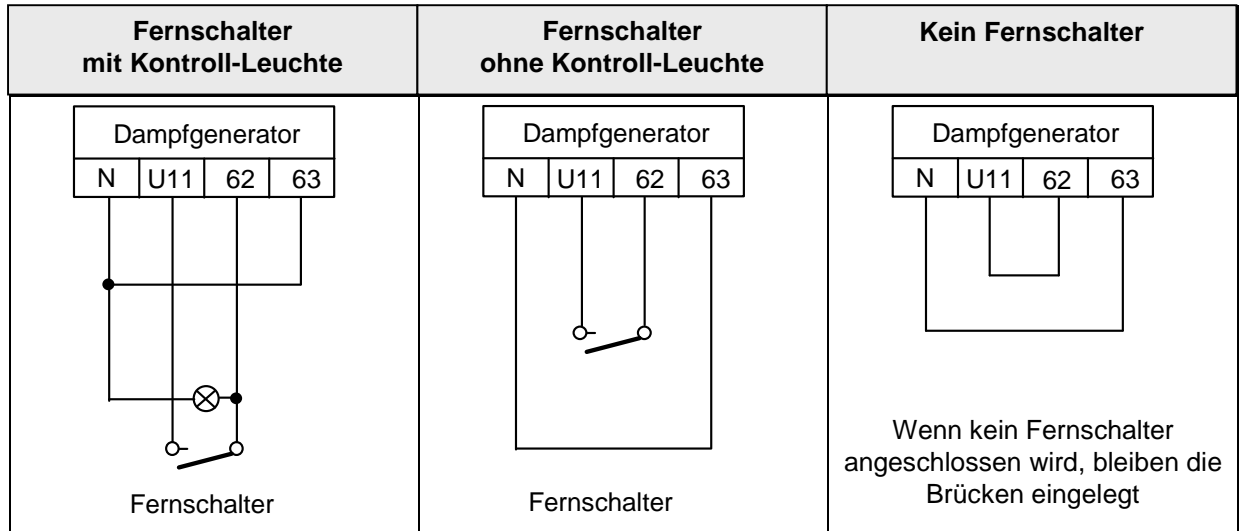 Fernschalter
mit Kontroll-Leuchte
Fernschalter
ohne Kontroll-Leuchte
Kein Fernschalter
Dampfgenerator
N U11 62 63
Fernschalter
Dampfgenerator
N U11 62 63
Fernschalter
Dampfgenerator
N U11 62 63
Wenn kein Fernschalter
angeschlossen wird, bleiben die
Brücken eingelegt